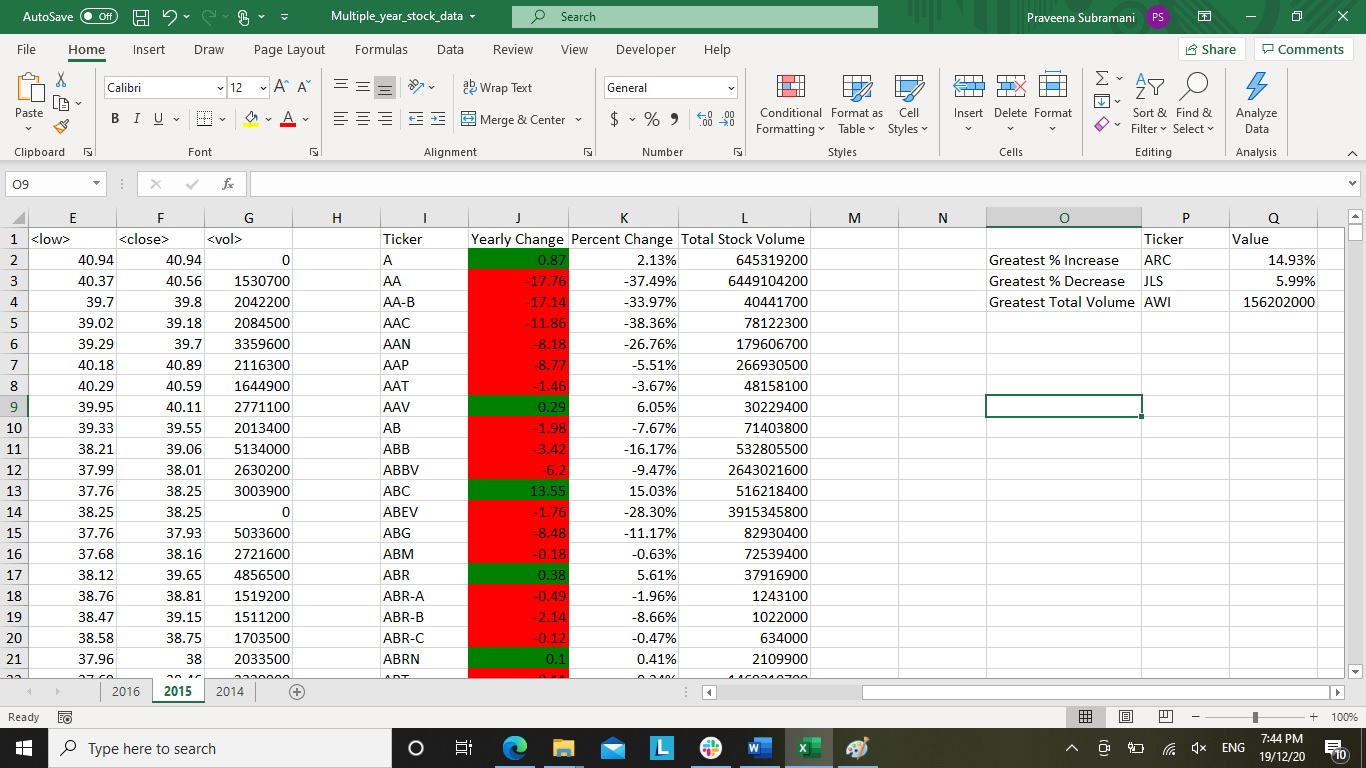 AutoSave Off Multiple_year_stock_data Search Praveena Subramani PS
File Home Insert Draw Page Layout Formulas Data Review View Developer Help Share Comments
Calibri 12 A A ab Wrap Text General Σ
Paste B I U A Merge & Center $ % Conditional Formatting Format as Table Cell Styles Insert Delete Format Sort & Filter Find & Select Analyze Data
Clipboard Font Alignment Number Styles Cells Editing Analysis
O9 fx
E F G H I J K L M N O P Q
1 <low> <close> <vol> Ticker Yearly Change Percent Change Total Stock Volume Ticker Value
2 40.94 40.94 0 A 0.87 2.13% 645319200 Greatest % Increase ARC 14.93%
3 40.37 40.56 1530700 AA -17.76 -37.49% 6449104200 Greatest % Decrease JLS 5.99%
4 39.7 39.8 2042200 AA-B -17.14 -33.97% 40441700 Greatest Total Volume AWI 156202000
5 39.02 39.18 2084500 AAC -11.86 -38.36% 78122300
6 39.29 39.7 3359600 AAN -8.18 -26.76% 179606700
7 40.18 40.89 2116300 AAP -8.77 -5.51% 266930500
8 40.29 40.59 1644900 AAT -1.46 -3.67% 48158100
9 39.95 40.11 2771100 AAV 0.29 6.05% 30229400
10 39.33 39.55 2013400 AB -1.98 -7.67% 71403800
11 38.21 39.06 5134000 ABB -3.42 -16.17% 532805500
12 37.99 38.01 2630200 ABBV -6.2 -9.47% 2643021600
13 37.76 38.25 3003900 ABC 13.55 15.03% 516218400
14 38.25 38.25 0 ABEV -1.76 -28.30% 3915345800
15 37.76 37.93 5033600 ABG -8.48 -11.17% 82930400
16 37.68 38.16 2721600 ABM -0.18 -0.63% 72539400
17 38.12 39.65 4856500 ABR 0.38 5.61% 37916900
18 38.76 38.81 1519200 ABR-A -0.49 -1.96% 1243100
19 38.47 39.15 1511200 ABR-B -2.14 -8.66% 1022000
20 38.58 38.75 1703500 ABR-C -0.12 -0.47% 634000
21 37.96 38 2033500 ABRN 0.1 0.41% 2109900
2016 2015 2014
Ready 100%
Type here to search L W X ENG 7:44 PM
19/12/20 10